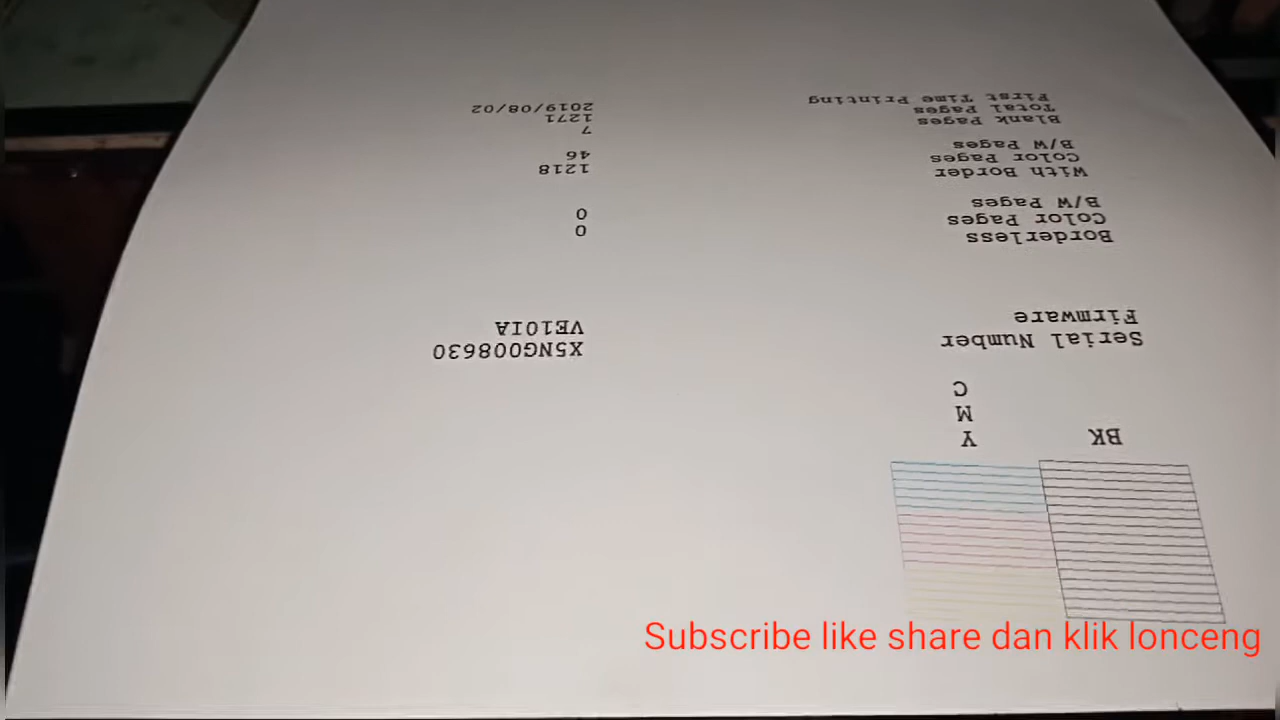 BK Y
M
C
Serial Number X5NG008630
Firmware VE10IA
Borderless
Color Pages 0
B/W Pages 0
With Border
Color Pages 1218
B/W Pages 46
Blank Pages 7
Total Pages 1271
First Time Printing 2019/08/02
Subscribe like share dan klik lonceng